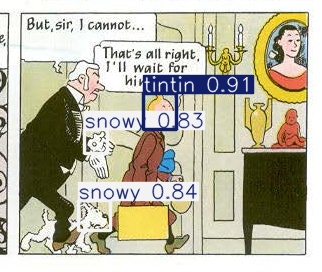 But, sir, I cannot...
That's all right,
I'll wait for
tintin 0.91
snowy 0.83
snowy 0.84